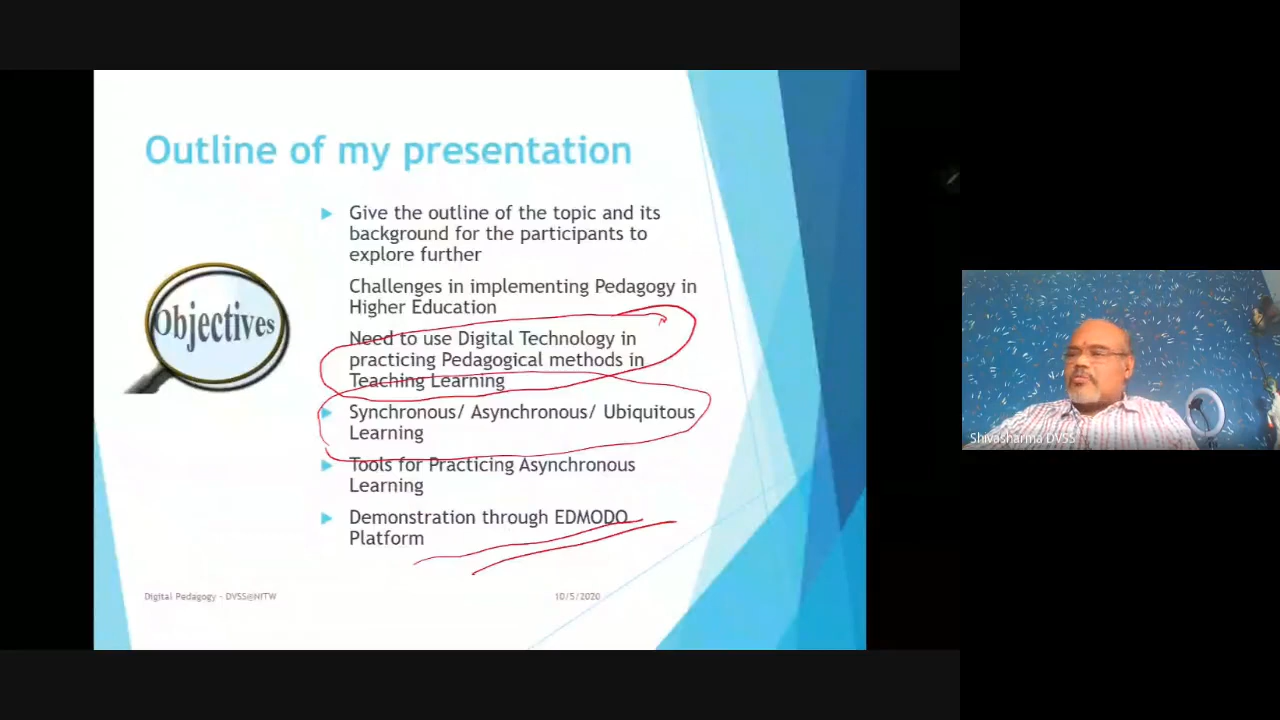 Outline of my presentation
Objectives
Give the outline of the topic and its
background for the participants to
explore further
Challenges in implementing Pedagogy in
Higher Education
Need to use Digital Technology in
practicing Pedagogical methods in
Teaching Learning
Synchronous/ Asynchronous/ Ubiquitous
Learning
Tools for Practicing Asynchronous
Learning
Demonstration through EDMODO
Platform
Digital Pedagogy - DVSS@NITW
10/5/2020
Shivasharma DVSS